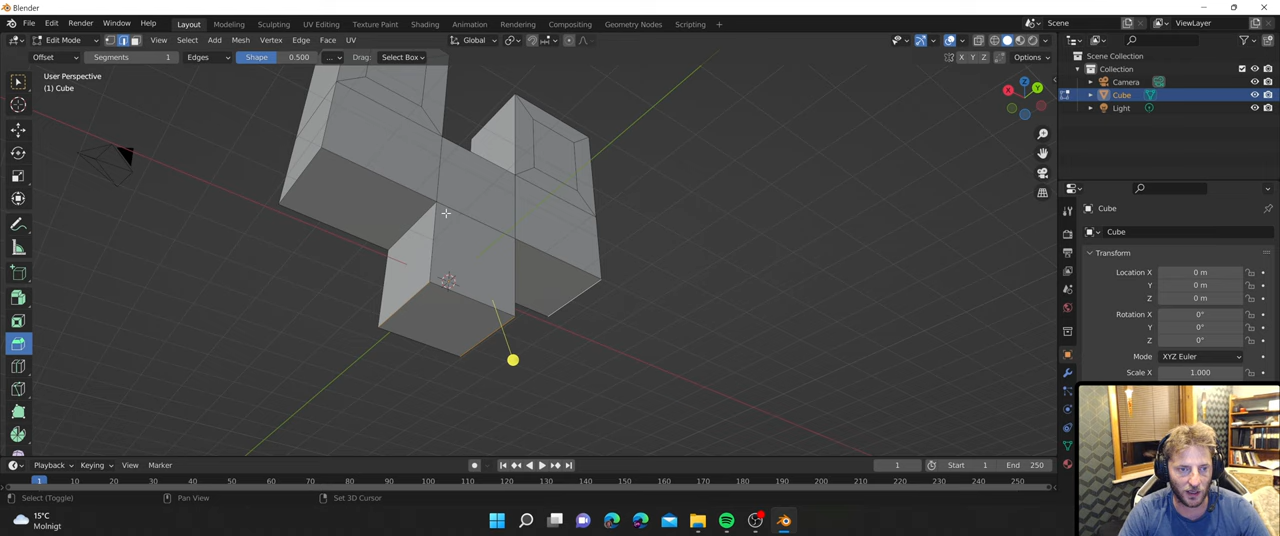 Blender
File Edit Render Window Help Layout Modeling Sculpting UV Editing Texture Paint Shading Animation Rendering Compositing Geometry Nodes Scripting Scene ViewLayer
Edit Mode View Select Add Mesh Vertex Edge Face UV Global
Offset Segments 1 Edges Shape 0.500 ... Drag: Select Box X Y Z Options
User Perspective
(1) Cube
X Y Z
Scene Collection
Collection
Camera
Cube
Light
Cube
Cube
Transform
Location X 0 m
Y 0 m
Z 0 m
Rotation X 0°
Y 0°
Z 0°
Mode XYZ Euler
Scale X 1.000
Playback Keying View Marker 1 Start 1 End 250
1 10 20 30 40 50 60 70 80 90 100 110 120 130 140 150 160 170 180 190 200 210 220 230 240 250
Select (Toggle) Pan View Set 3D Cursor
15°C
Molnigt